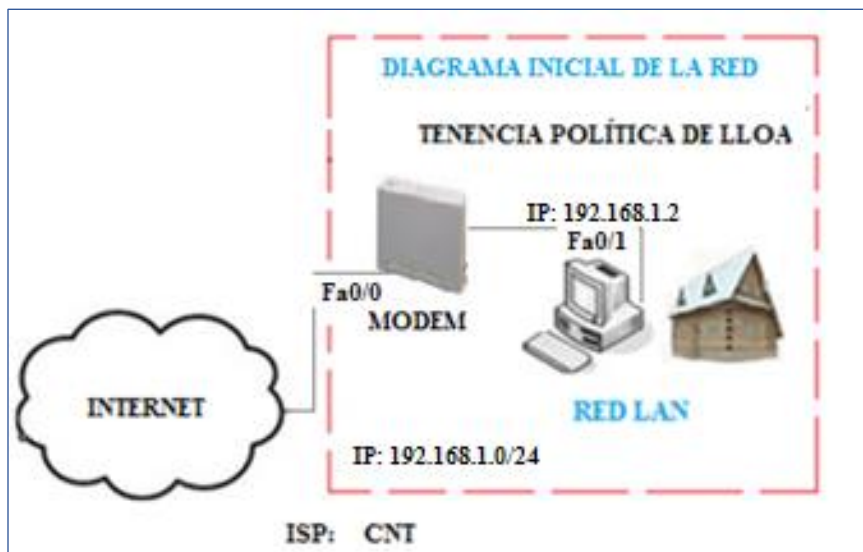 DIAGRAMA INICIAL DE LA RED
TENENCIA POLÍTICA DE LLOA
IP: 192.168.1.2
Fa0/1
Fa0/0
MODEM
INTERNET
RED LAN
IP: 192.168.1.0/24
ISP: CNT